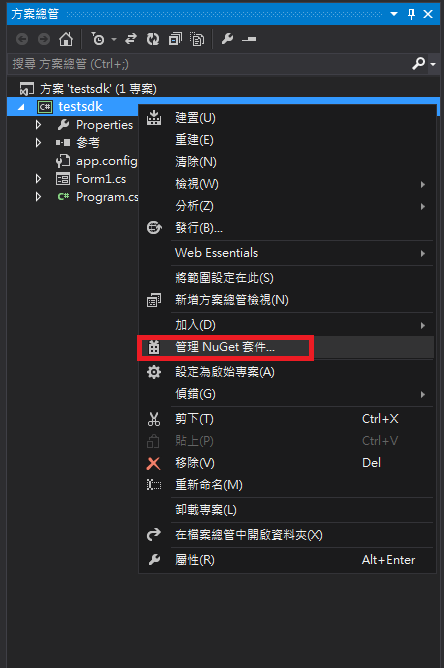 方案總管
搜尋 方案總管 (Ctrl+;)
方案 'testsdk' (1 專案)
C# testsdk
Properties
參考
app.config
Form1.cs
C# Program.cs
建置(U)
重建(E)
清除(N)
檢視(W)
分析(Z)
發行(B)...
Web Essentials
將範圍設定在此(S)
新增方案總管檢視(N)
加入(D)
管理 NuGet 套件...
設定為啟始專案(A)
偵錯(G)
剪下(T) Ctrl+X
貼上(P) Ctrl+V
移除(V) Del
重新命名(M)
卸載專案(L)
在檔案總管中開啟資料夾(X)
屬性(R) Alt+Enter